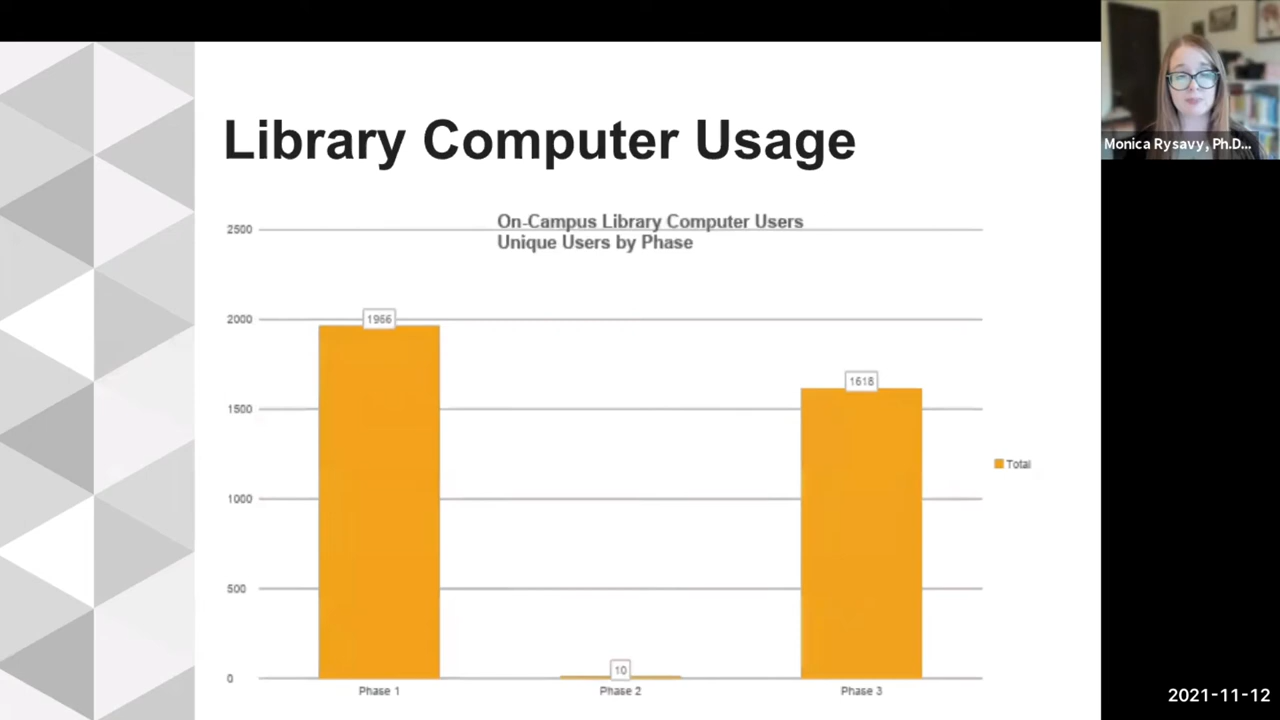 Library Computer Usage
On-Campus Library Computer Users
Unique Users by Phase
2500
2000
1500
1000
500
0
1966
10
1618
Phase 1
Phase 2
Phase 3
Total
Monica Rysavy, Ph.D...
2021-11-12